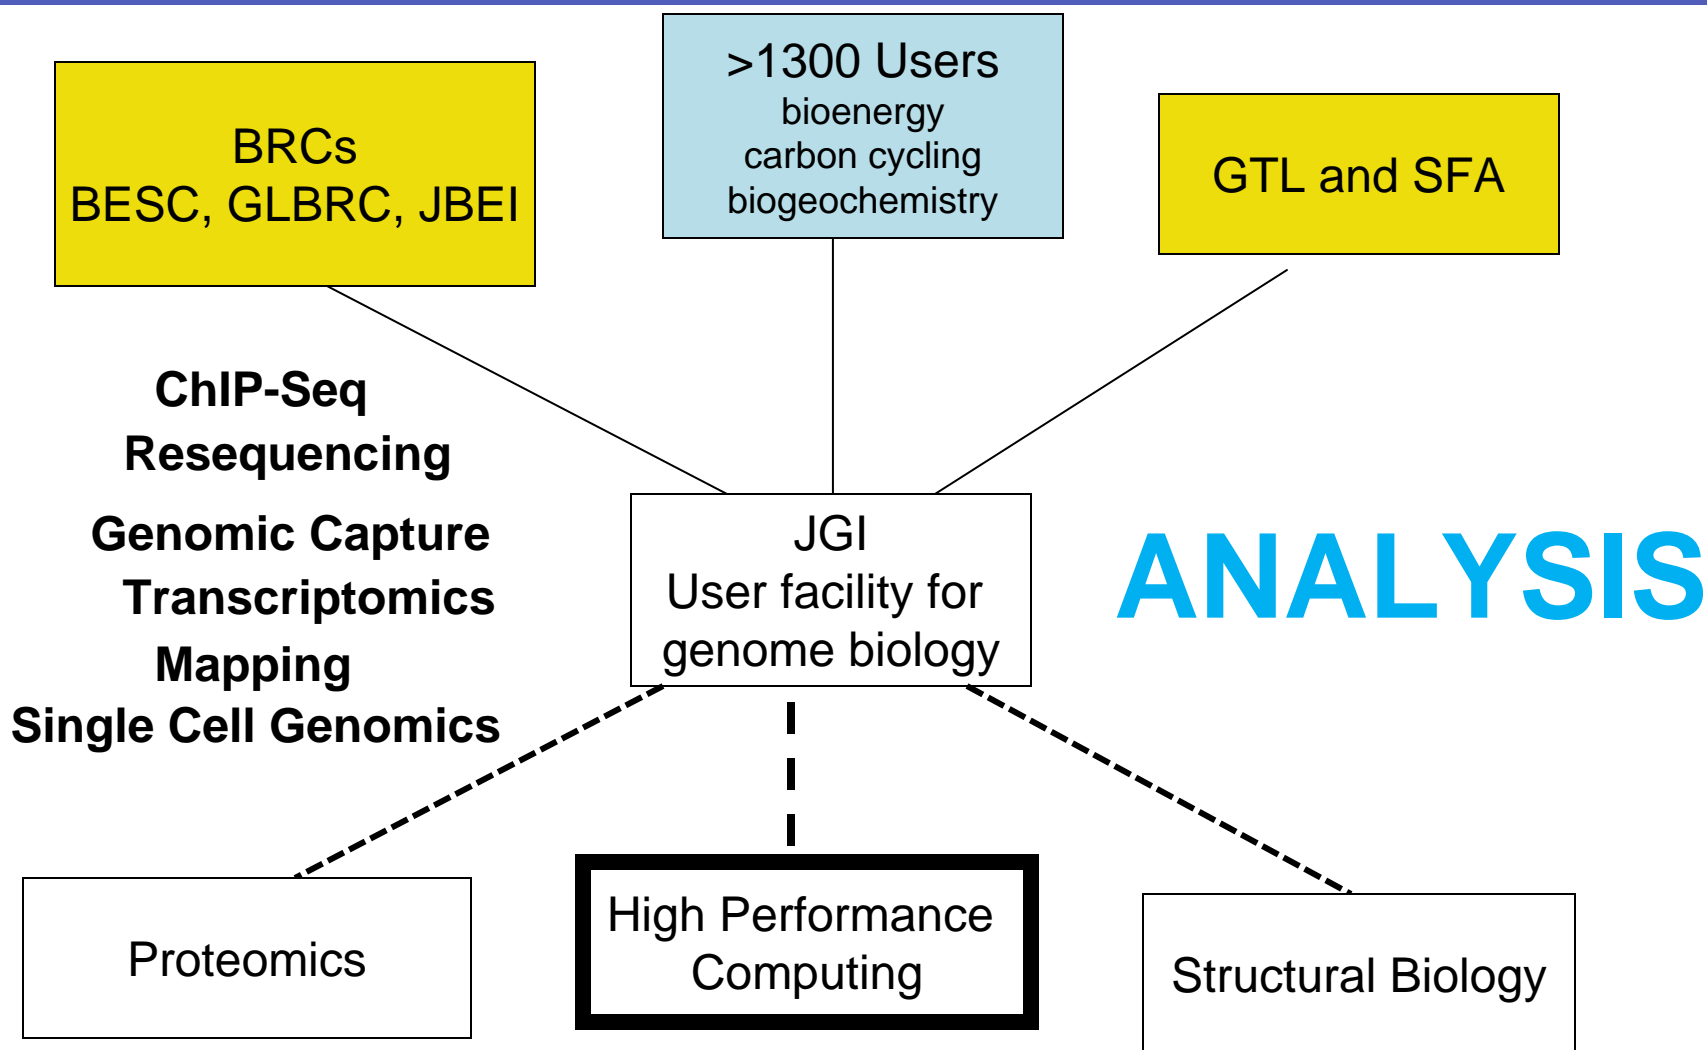 >1300 Users
bioenergy
carbon cycling
biogeochemistry
BRCs
BESC, GLBRC, JBEI
GTL and SFA
ChIP-Seq
Resequencing
Genomic Capture
Transcriptomics
Mapping
Single Cell Genomics
JGI
User facility for
genome biology
ANALYSIS
Proteomics
High Performance
Computing
Structural Biology